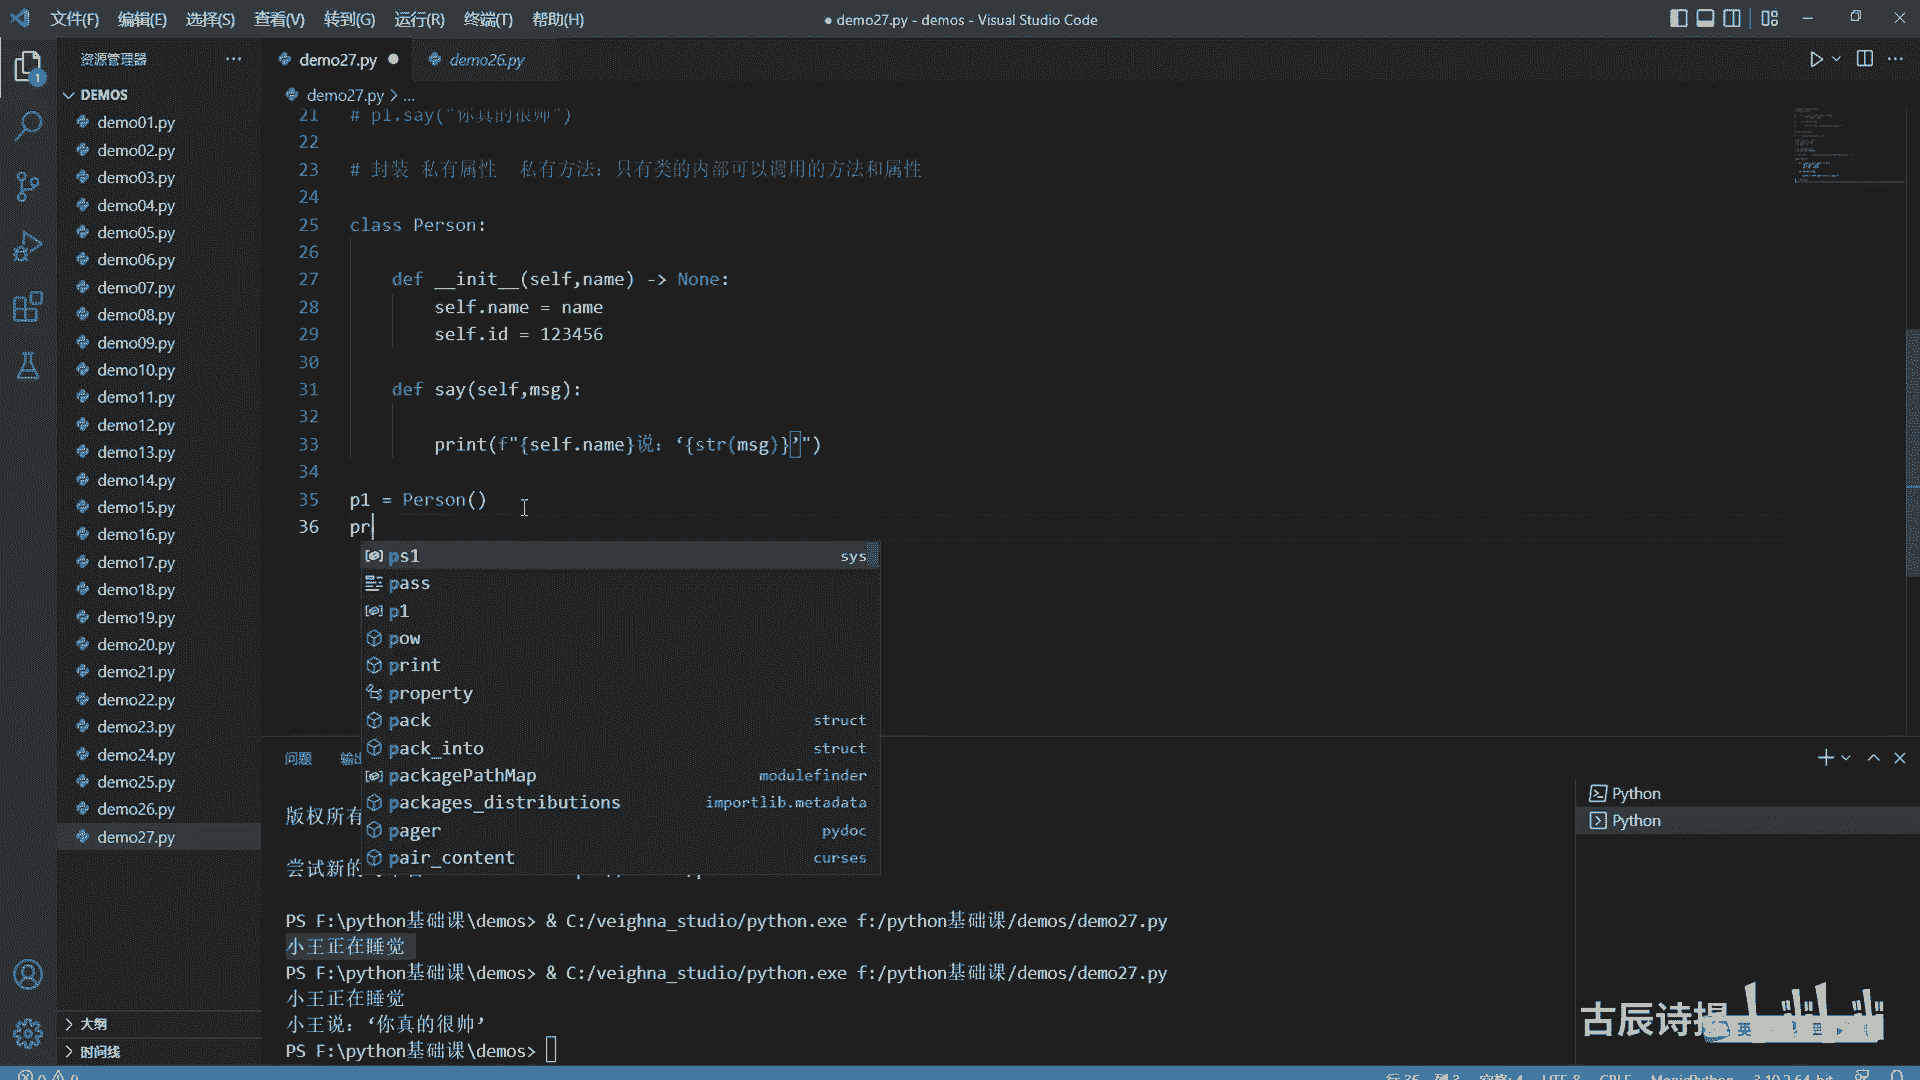 文件(F) 编辑(E) 选择(S) 查看(V) 转到(G) 运行(R) 终端(T) 帮助(H)
● demo27.py - demos - Visual Studio Code
资源管理器
DEMOS
demo01.py
demo02.py
demo03.py
demo04.py
demo05.py
demo06.py
demo07.py
demo08.py
demo09.py
demo10.py
demo11.py
demo12.py
demo13.py
demo14.py
demo15.py
demo16.py
demo17.py
demo18.py
demo19.py
demo20.py
demo21.py
demo22.py
demo23.py
demo24.py
demo25.py
demo26.py
demo27.py
大纲
时间线
demo27.py ● demo26.py
demo27.py > ...
21 # p1.say("你真的很帅")
22
23 # 封装 私有属性 私有方法：只有类的内部可以调用的方法和属性
24
25 class Person:
26
27 def __init__(self,name) -> None:
28 self.name = name
29 self.id = 123456
30
31 def say(self,msg):
32
33 print(f"{self.name}说：‘{str(msg)}’")
34
35 p1 = Person()
36 pr
ps1 sys
pass
p1
pow
print
property
pack struct
pack_into struct
packagePathMap modulefinder
packages_distributions importlib.metadata
pager pydoc
pair_content curses
问题
版权所有
尝试新的
PS F:\python基础课\demos> & C:/veighna_studio/python.exe f:/python基础课/demos/demo27.py
小王正在睡觉
PS F:\python基础课\demos> & C:/veighna_studio/python.exe f:/python基础课/demos/demo27.py
小王正在睡觉
小王说：‘你真的很帅’
PS F:\python基础课\demos>
Python
Python
古辰诗提
英